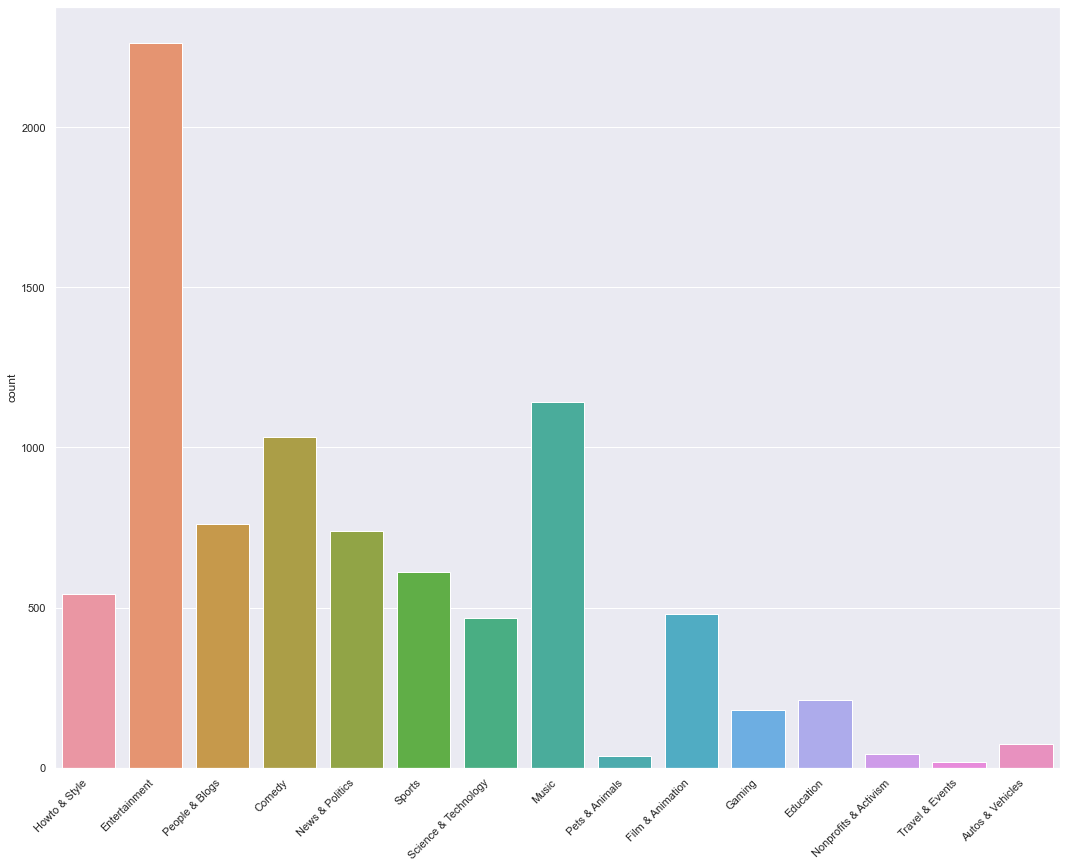 2000
1500
1000
500
0
count
Howto & Style
Entertainment
People & Blogs
Comedy
News & Politics
Sports
Science & Technology
Music
Pets & Animals
Film & Animation
Gaming
Education
Nonprofits & Activism
Travel & Events
Autos & Vehicles